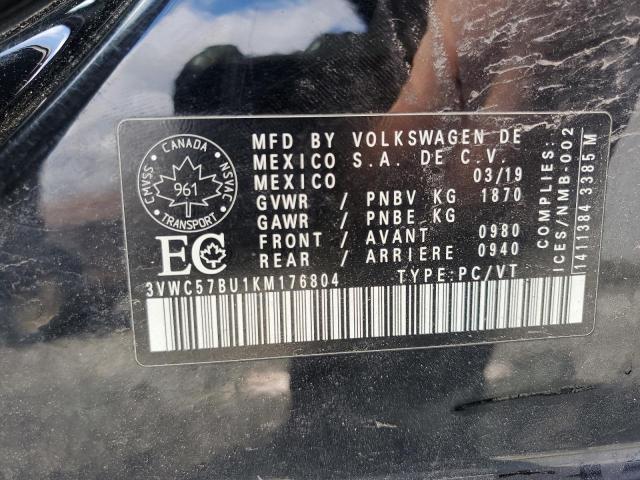 MFD BY VOLKSWAGEN DE
MEXICO S.A. DE C.V.
MEXICO 03/19
GVWR / PNBV KG 1870
GAWR / PNBE KG
FRONT / AVANT 0980
REAR / ARRIERE 0940
CANADA
CMVSS
NSVAC
961
TRANSPORT
EC
3VWC57BU1KM176804 TYPE:PC/VT
COMPLIES:
ICES/NMB-002
1411384 3385 M